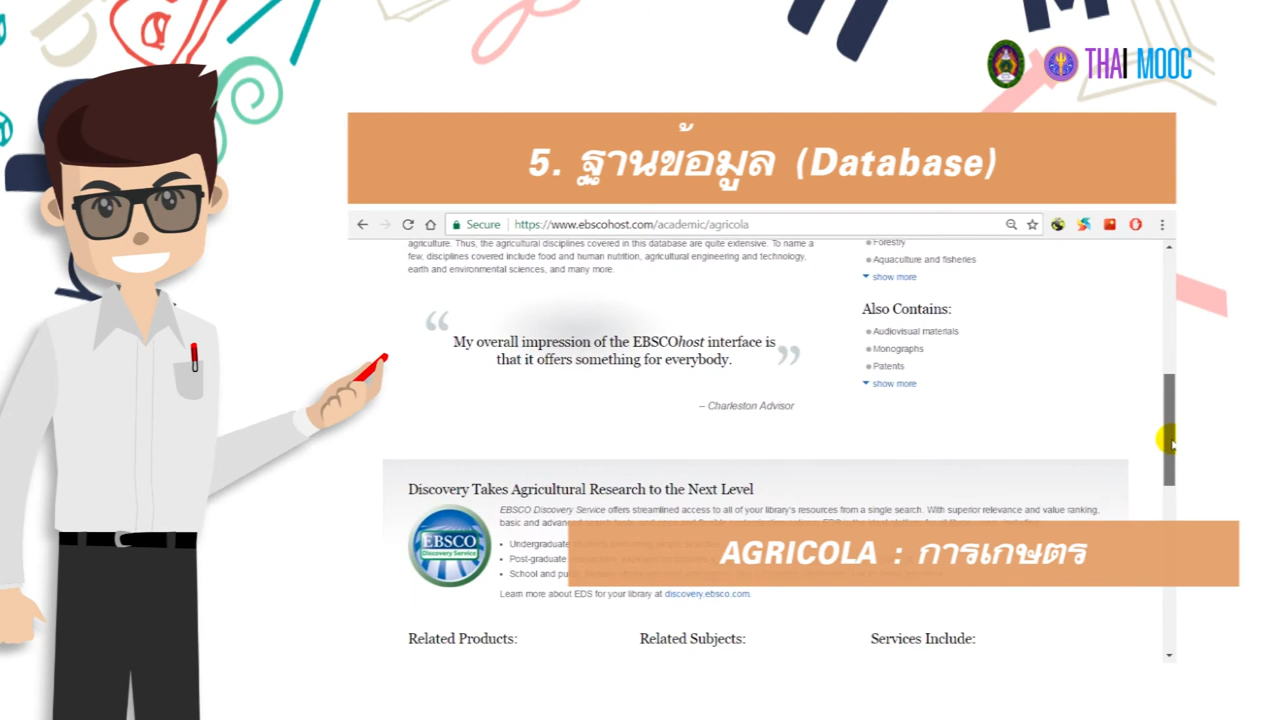 THAI MOOC
5. ฐานข้อมูล (Database)
Secure https://www.ebscohost.com/academic/agricola
agriculture. Thus, the agricultural disciplines covered in this database are quite extensive. To name a
few, disciplines covered include food and human nutrition, agricultural engineering and technology,
earth and environmental sciences, and many more.
Forestry
Aquaculture and fisheries
show more
“ My overall impression of the EBSCOhost interface is
that it offers something for everybody. ”
– Charleston Advisor
Also Contains:
Audiovisual materials
Monographs
Patents
show more
Discovery Takes Agricultural Research to the Next Level
EBSCO
Discovery Service
EBSCO Discovery Service offers streamlined access to all of your library's resources from a single search. With superior relevance and value ranking,
basic and advanced
• Undergraduate
• Post-graduate
• School and
AGRICOLA : การเกษตร
Learn more about EDS for your library at discovery.ebsco.com.
Related Products:
Related Subjects:
Services Include: